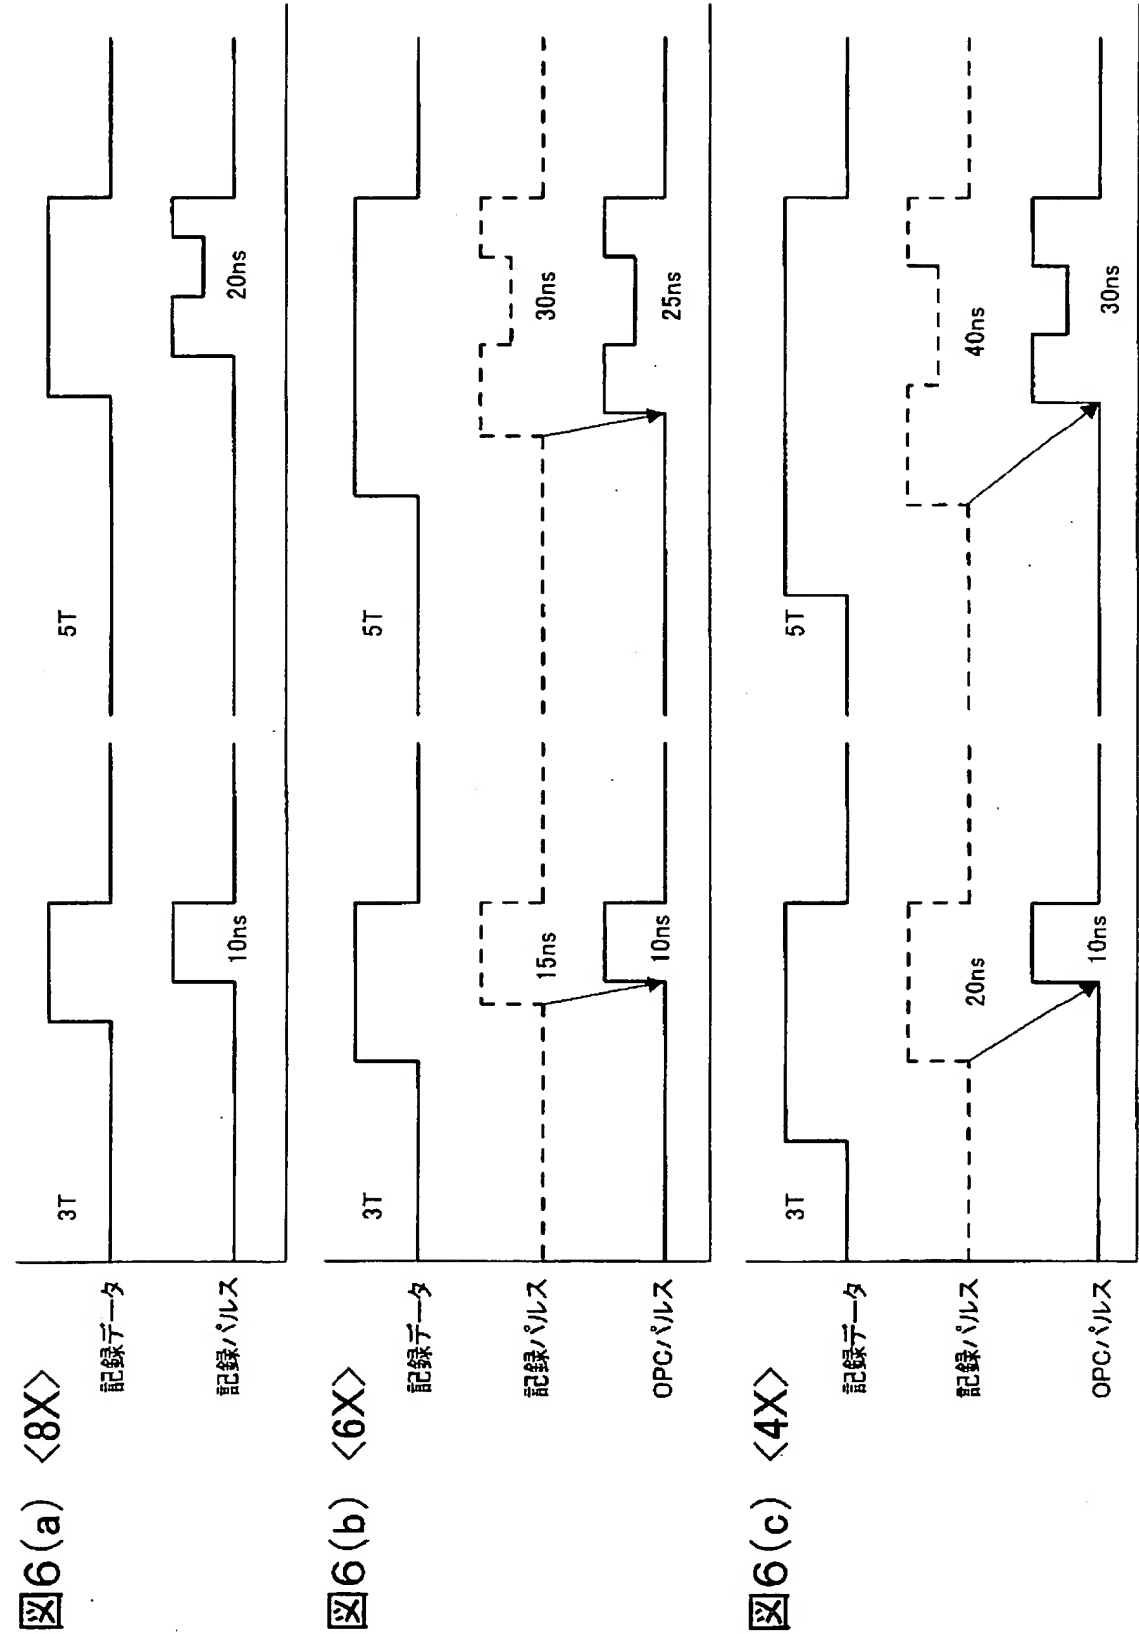 図6(a) <8X>
記録データ
3T
5T
記録パルス
10ns
20ns
図6(b) <6X>
記録データ
3T
5T
記録パルス
15ns
30ns
OPCパルス
10ns
25ns
図6(c) <4X>
記録データ
3T
5T
記録パルス
20ns
40ns
OPCパルス
10ns
30ns